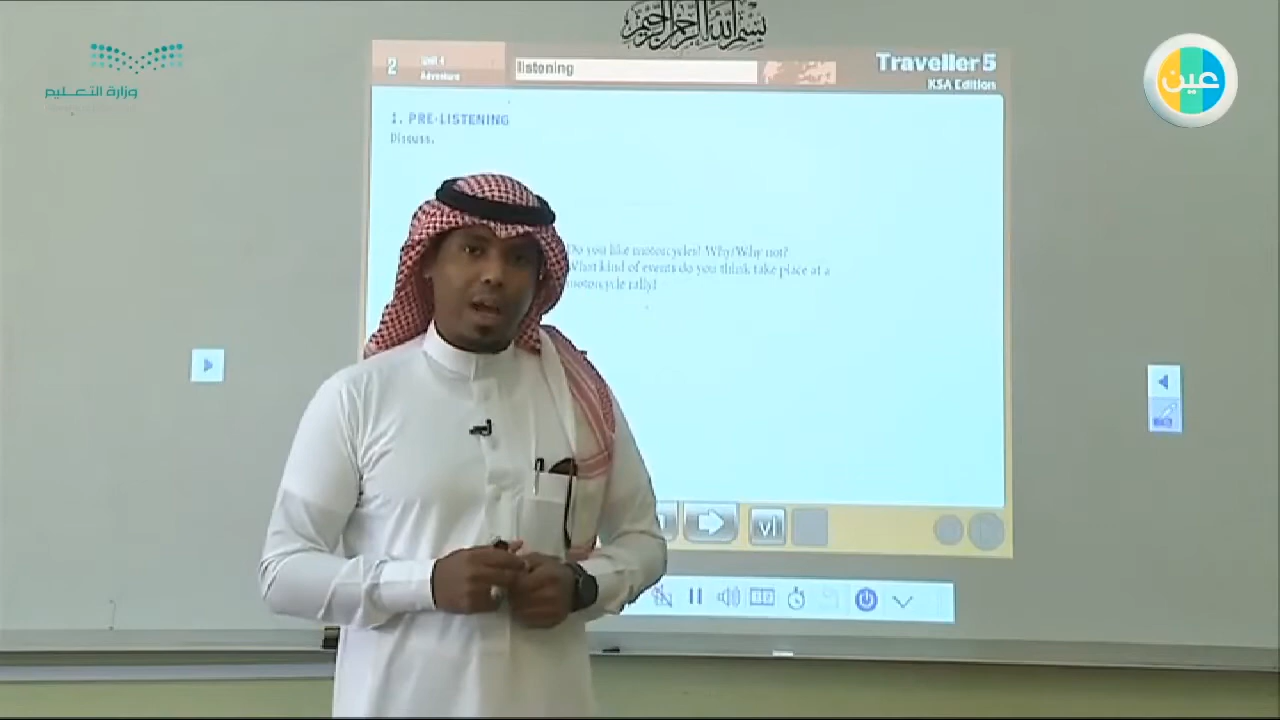 بسم الله الرحمن الرحيم
وزارة التعليم
عين
2
Unit 4
Adventure
listening
Traveller 5
KSA Edition
1. PRE-LISTENING
Discuss.
Do you like motorcycles? Why/Why not?
What kind of events do you think take place at a
motorcycle rally?